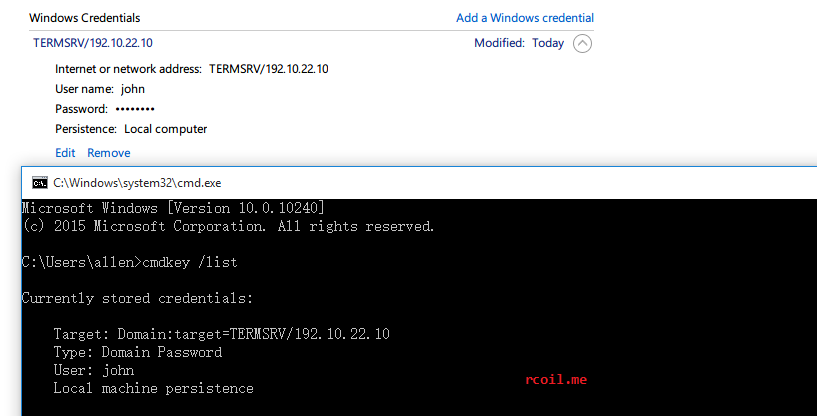 Windows Credentials Add a Windows credential
TERMSRV/192.10.22.10 Modified: Today
Internet or network address: TERMSRV/192.10.22.10
User name: john
Password: ••••••••
Persistence: Local computer
Edit Remove
C:\Windows\system32\cmd.exe
Microsoft Windows [Version 10.0.10240]
(c) 2015 Microsoft Corporation. All rights reserved.
C:\Users\allen>cmdkey /list
Currently stored credentials:
Target: Domain:target=TERMSRV/192.10.22.10
Type: Domain Password
User: john
Local machine persistence
rcoil.me